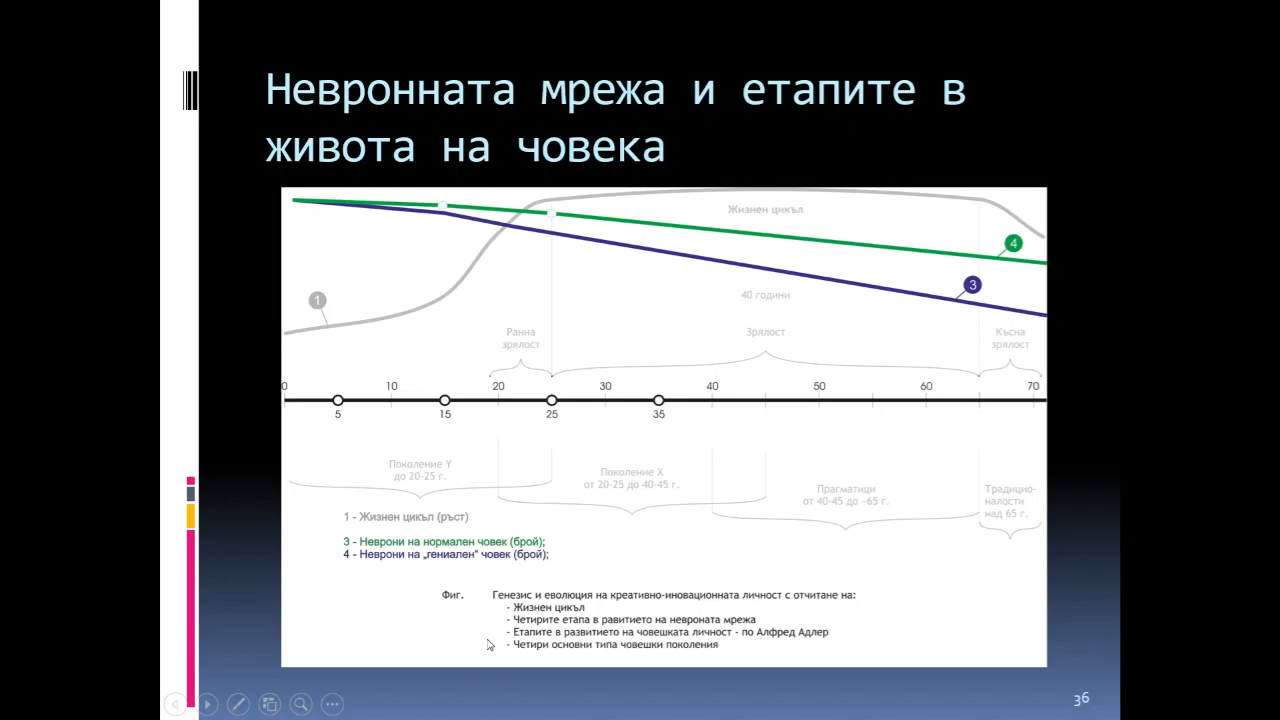 Невронната мрежа и етапите в
живота на човека
Жизнен цикъл
4
3
1
40 години
Ранна
зрялост
Зрялост
Късна
зрялост
0 10 20 30 40 50 60 70
5 15 25 35
Поколение Y
до 20-25 г.
Поколение X
от 20-25 до 40-45 г.
Прагматици
от 40-45 до ~65 г.
Традицио-
налости
над 65 г.
1 - Жизнен цикъл (ръст)
3 - Неврони на нормален човек (брой);
4 - Неврони на „гениален“ човек (брой);
Фиг. Генезис и еволюция на креативно-иновационната личност с отчитане на:
- Жизнен цикъл
- Четирите етапа в равитието на невроната мрежа
- Етапите в развитието на човешката личност - по Алфред Адлер
- Четири основни типа човешки поколения
36